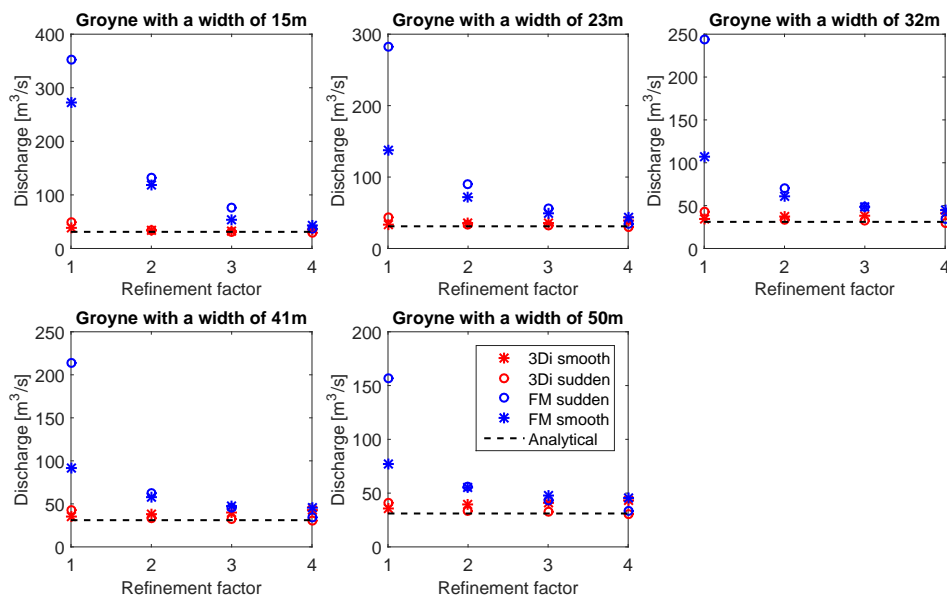 Groyne with a width of 15m
Groyne with a width of 23m
Groyne with a width of 32m
400
300
200
100
0
Discharge [m³/s]
1 2 3 4
Refinement factor
300
200
100
0
Discharge [m³/s]
1 2 3 4
Refinement factor
250
200
150
100
50
0
Discharge [m³/s]
1 2 3 4
Refinement factor
Groyne with a width of 41m
Groyne with a width of 50m
250
200
150
100
50
0
Discharge [m³/s]
1 2 3 4
Refinement factor
200
150
100
50
0
Discharge [m³/s]
1 2 3 4
Refinement factor
3Di smooth
3Di sudden
FM sudden
FM smooth
Analytical